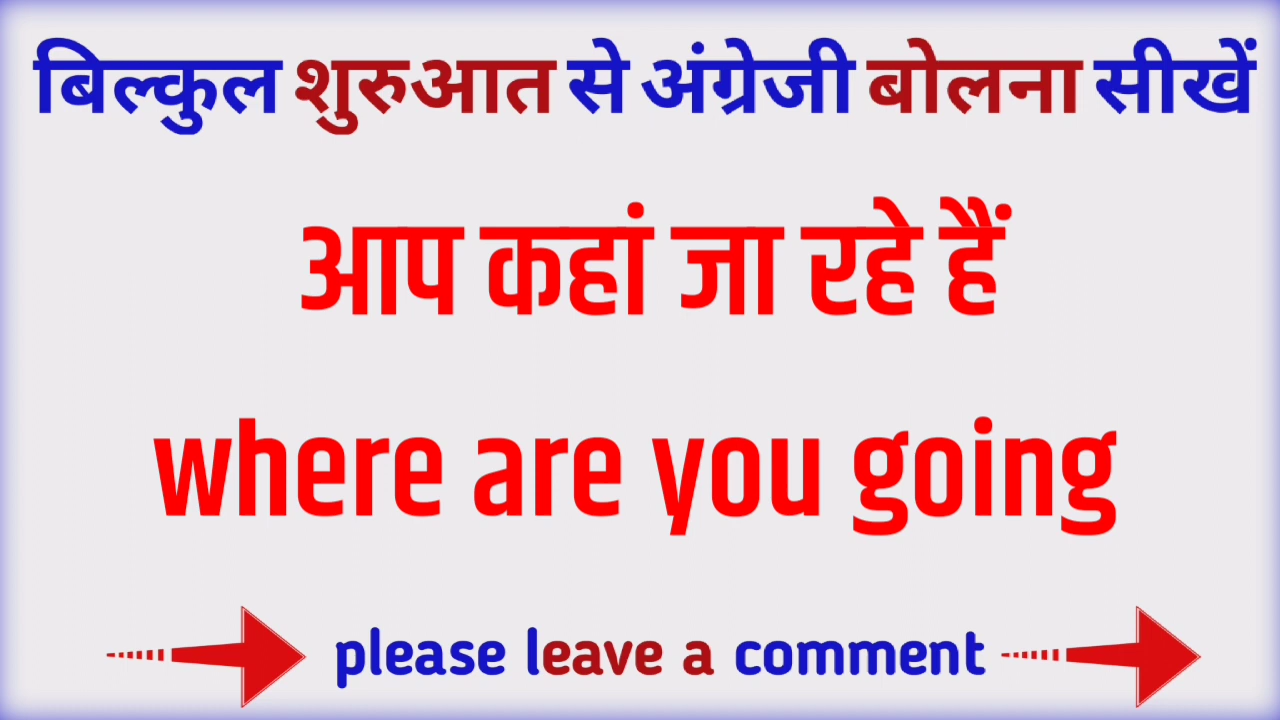 बिल्कुल शुरुआत से अंग्रेजी बोलना सीखें
आप कहां जा रहे हैं
where are you going
please leave a comment